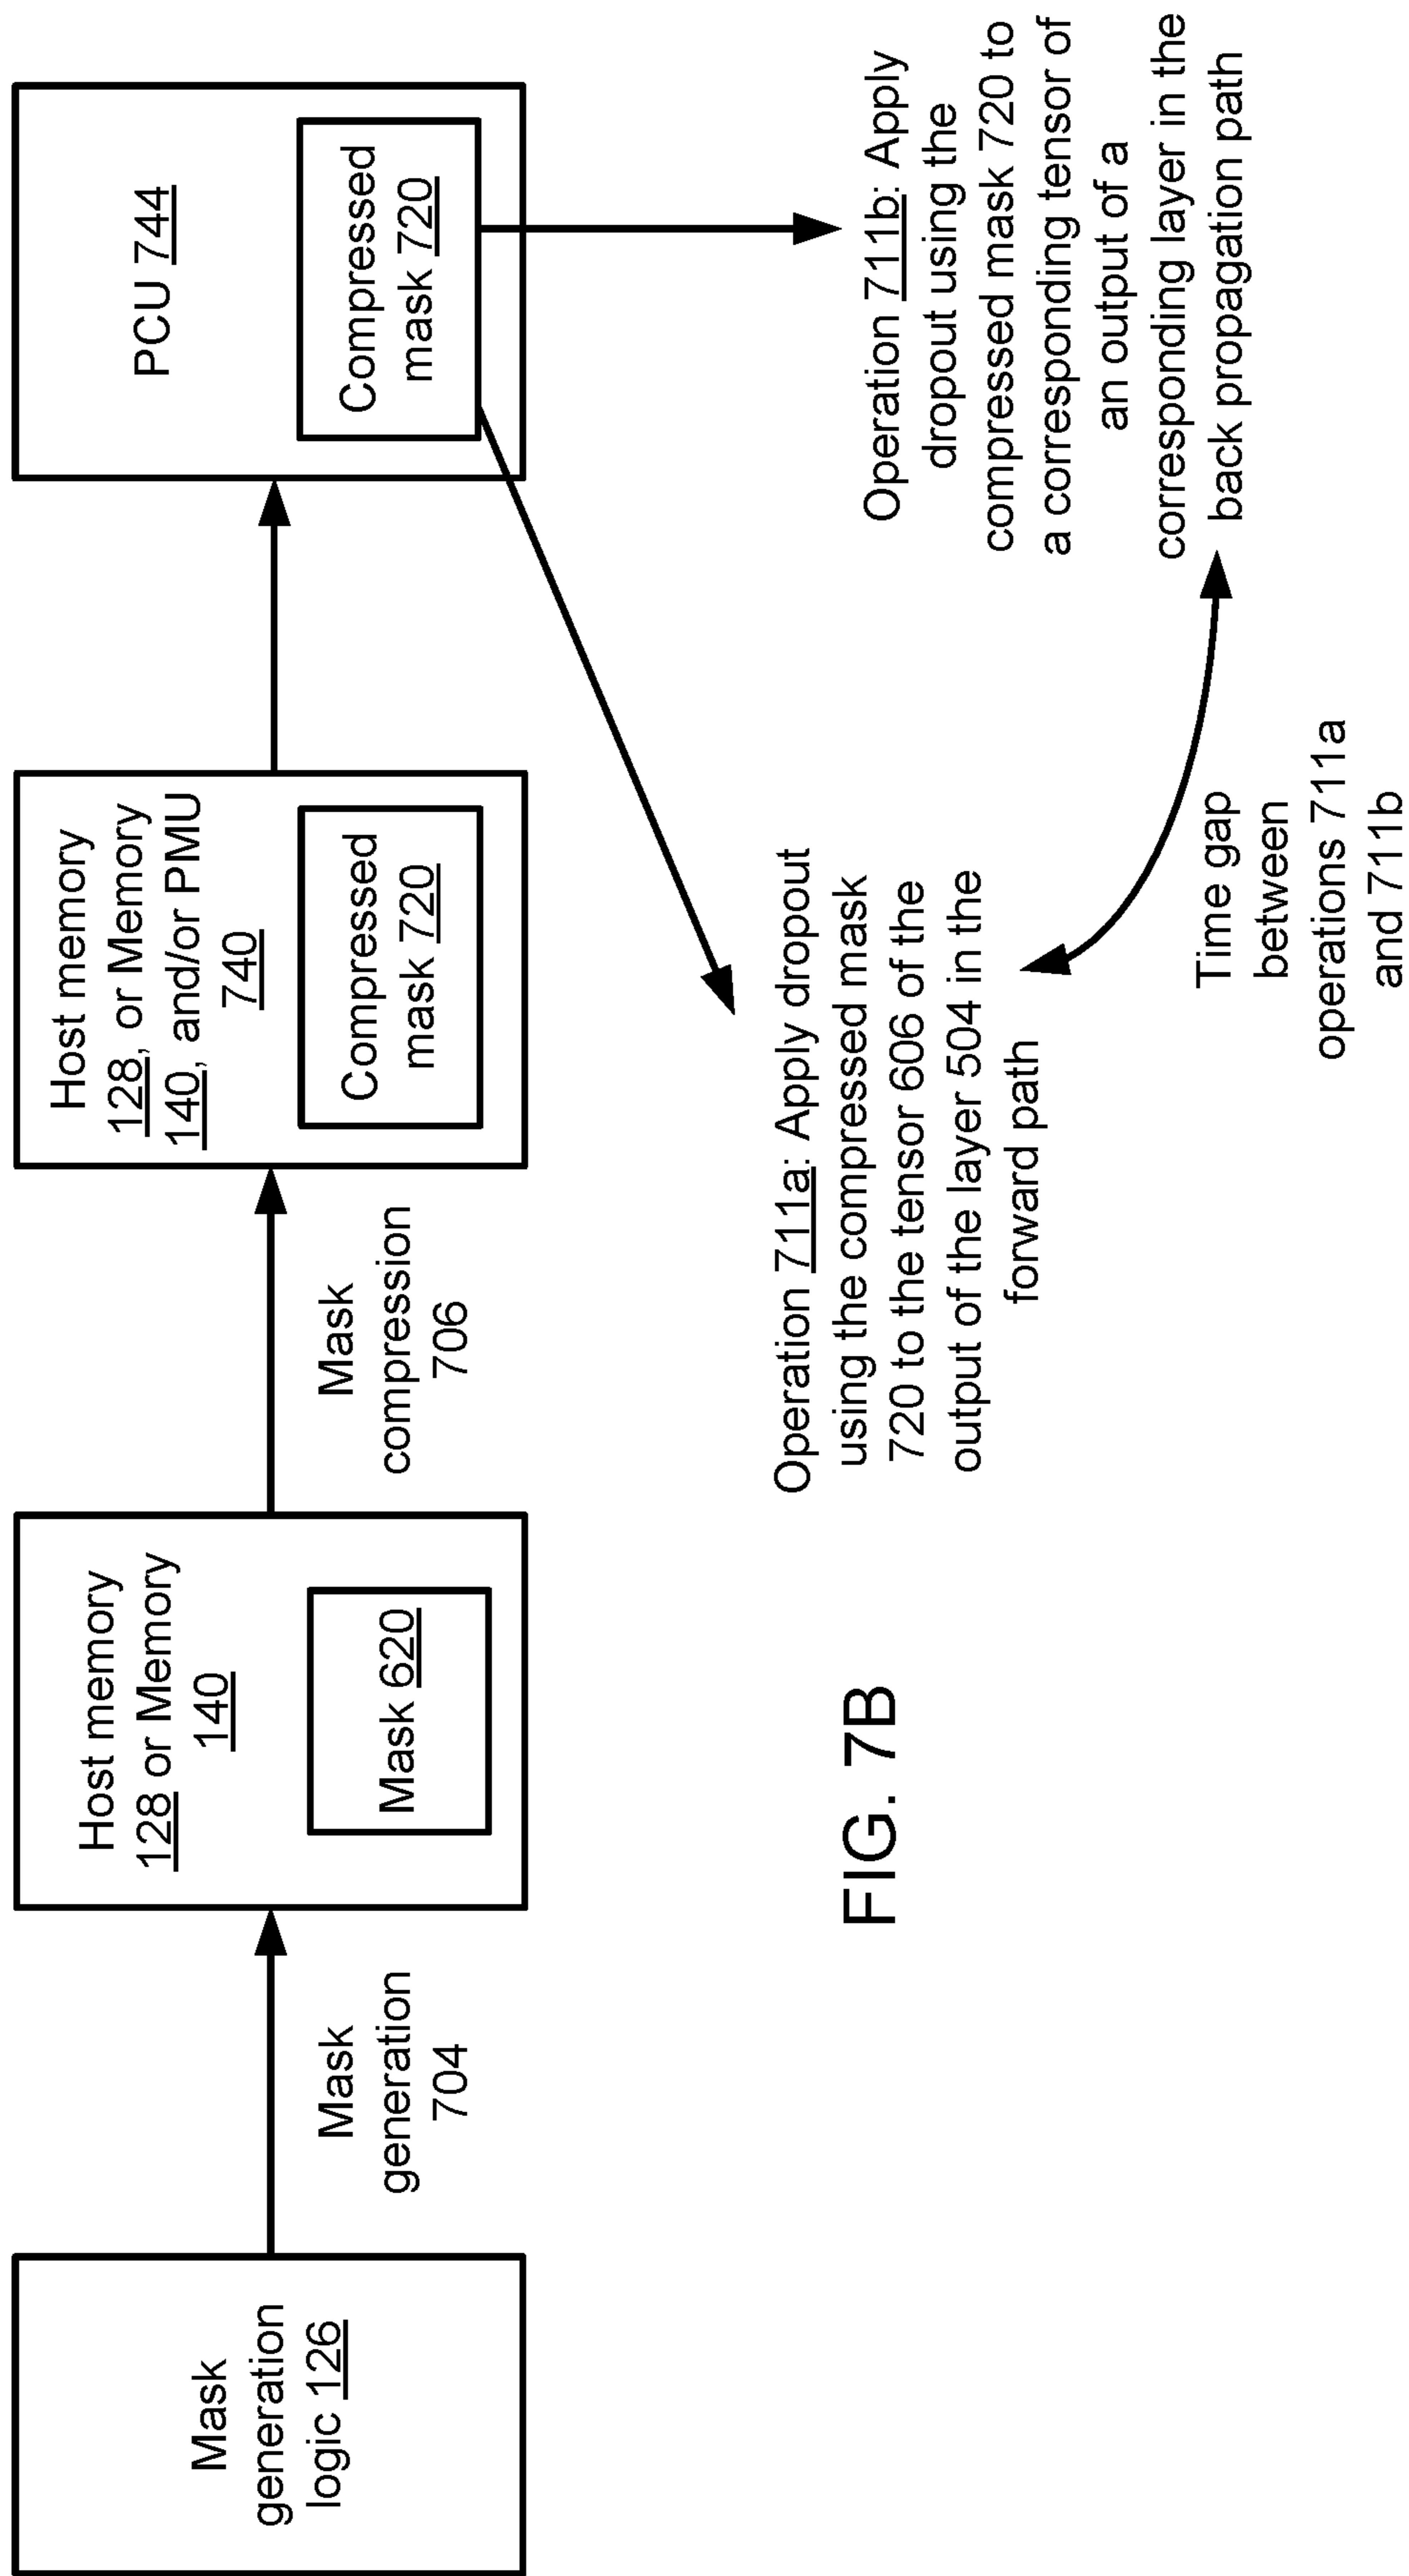 Mask
generation
logic 126
Mask
generation
704
Host memory
128 or Memory
140
Mask 620
Mask
compression
706
Host memory
128, or Memory
140, and/or PMU
740
Compressed
mask 720
PCU 744
Compressed
mask 720
Operation 711a: Apply dropout
using the compressed mask
720 to the tensor 606 of the
output of the layer 504 in the
forward path
Operation 711b: Apply
dropout using the
compressed mask 720 to
a corresponding tensor of
an output of a
corresponding layer in the
back propagation path
Time gap
between
operations 711a
and 711b
FIG. 7B